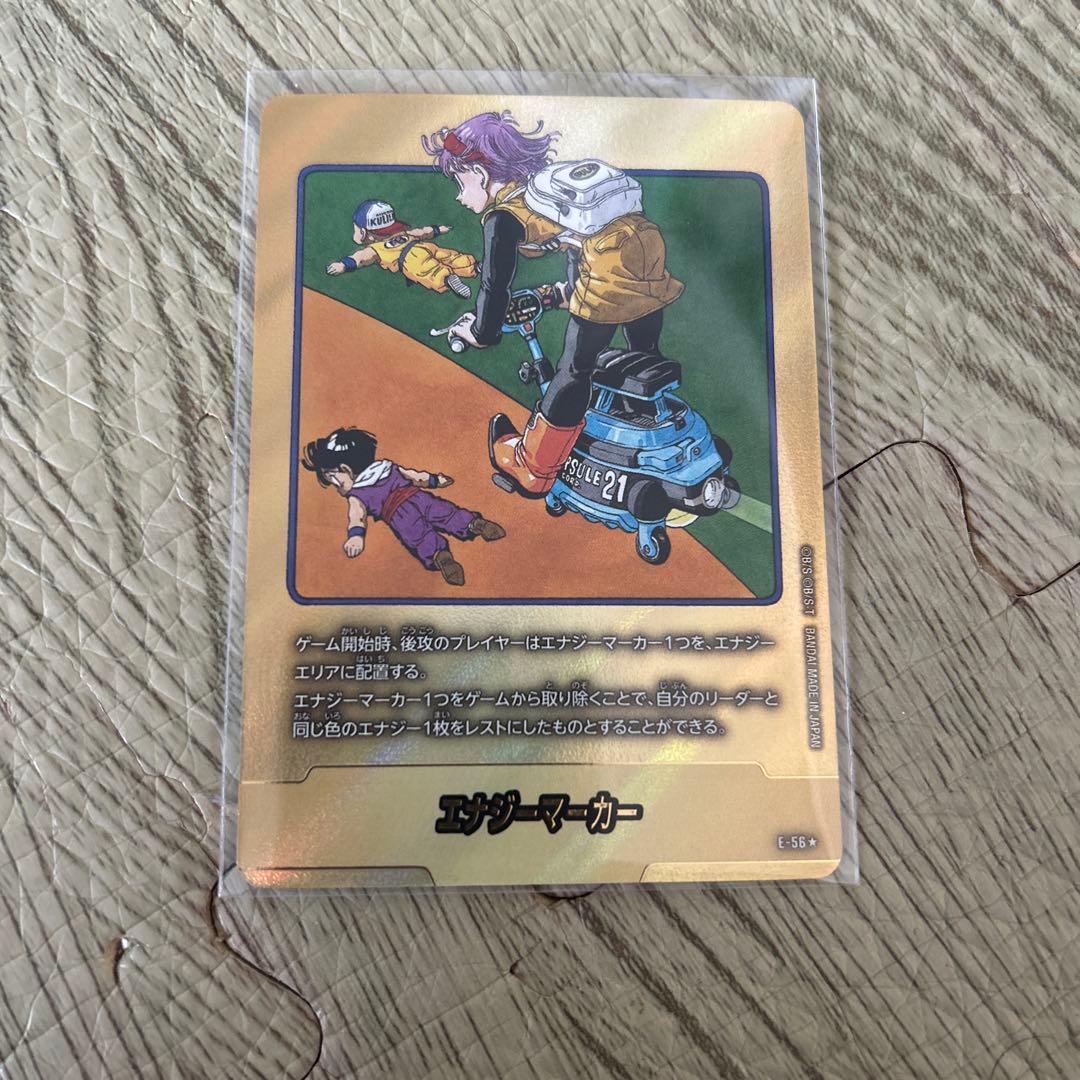 KULILA
PSULE 21
CORP.
ゲーム開始時、後攻のプレイヤーはエナジーマーカー1つを、エナジー
エリアに配置する。
エナジーマーカー1つをゲームから取り除くことで、自分のリーダーと
同じ色のエナジー1枚をレストにしたものとすることができる。
©B/S ©B/S T BANDAI MADE IN JAPAN
エナジーマーカー
E-56★